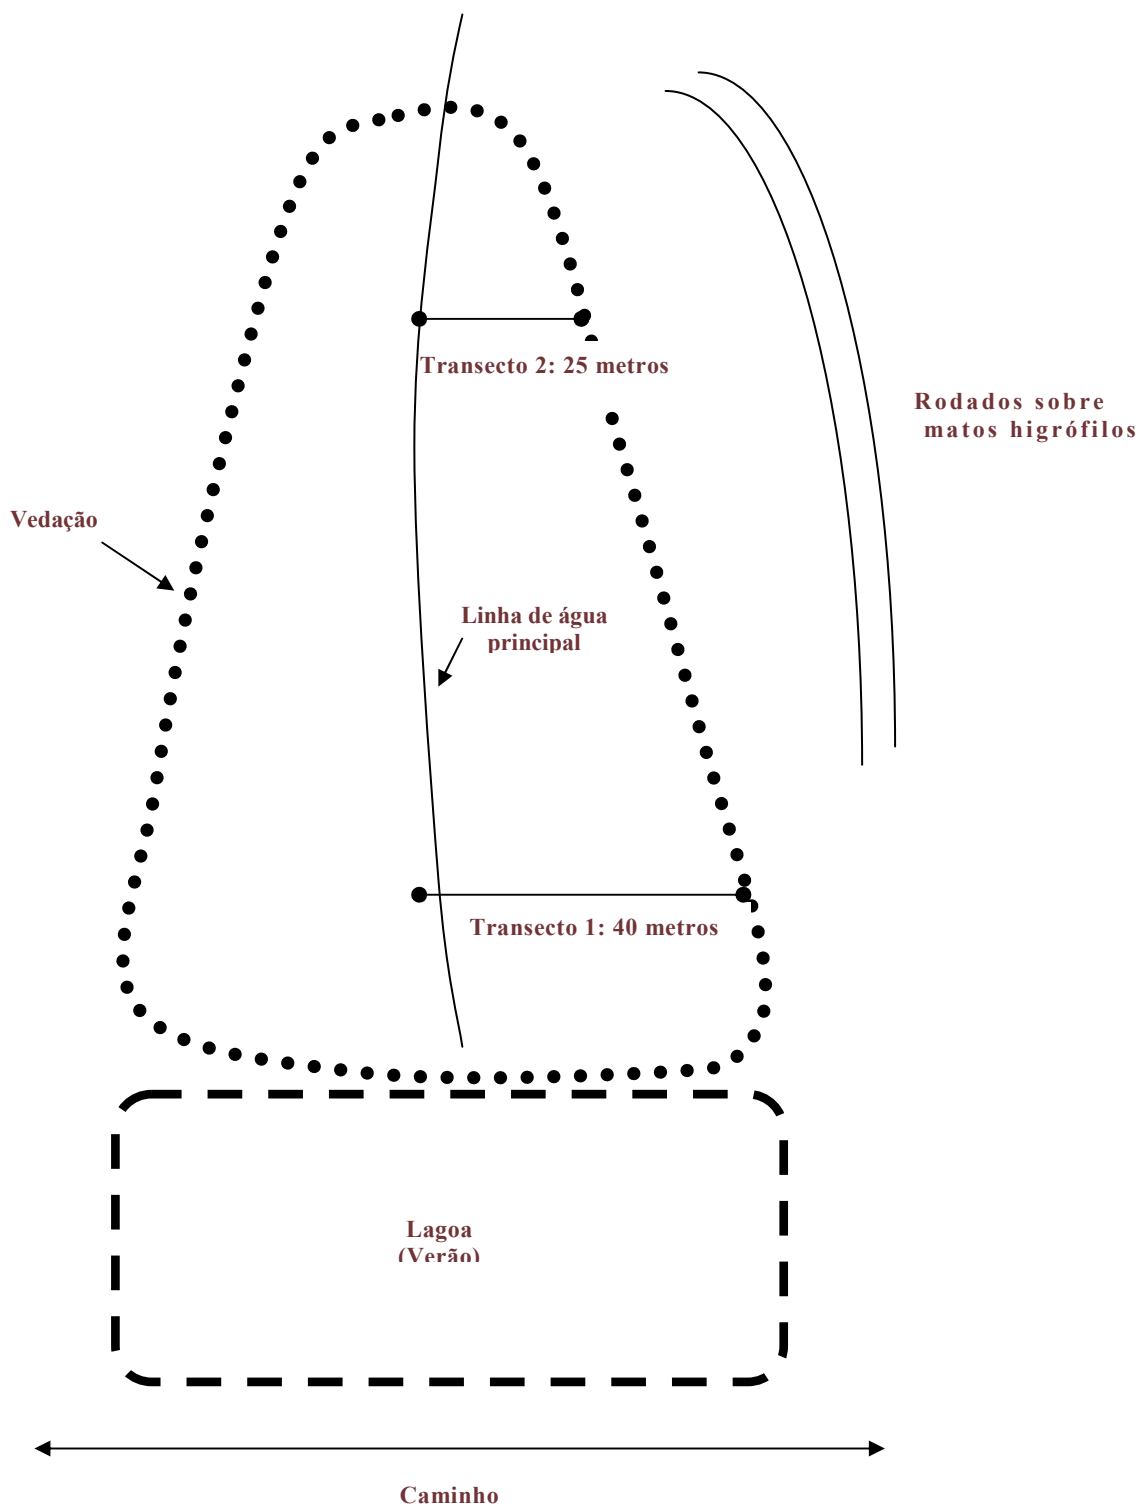 Transecto 2: 25 metros
Rodados sobre
matos higrófilos
Vedação
Linha de água
principal
Transecto 1: 40 metros
Lagoa
(Verão)
Caminho